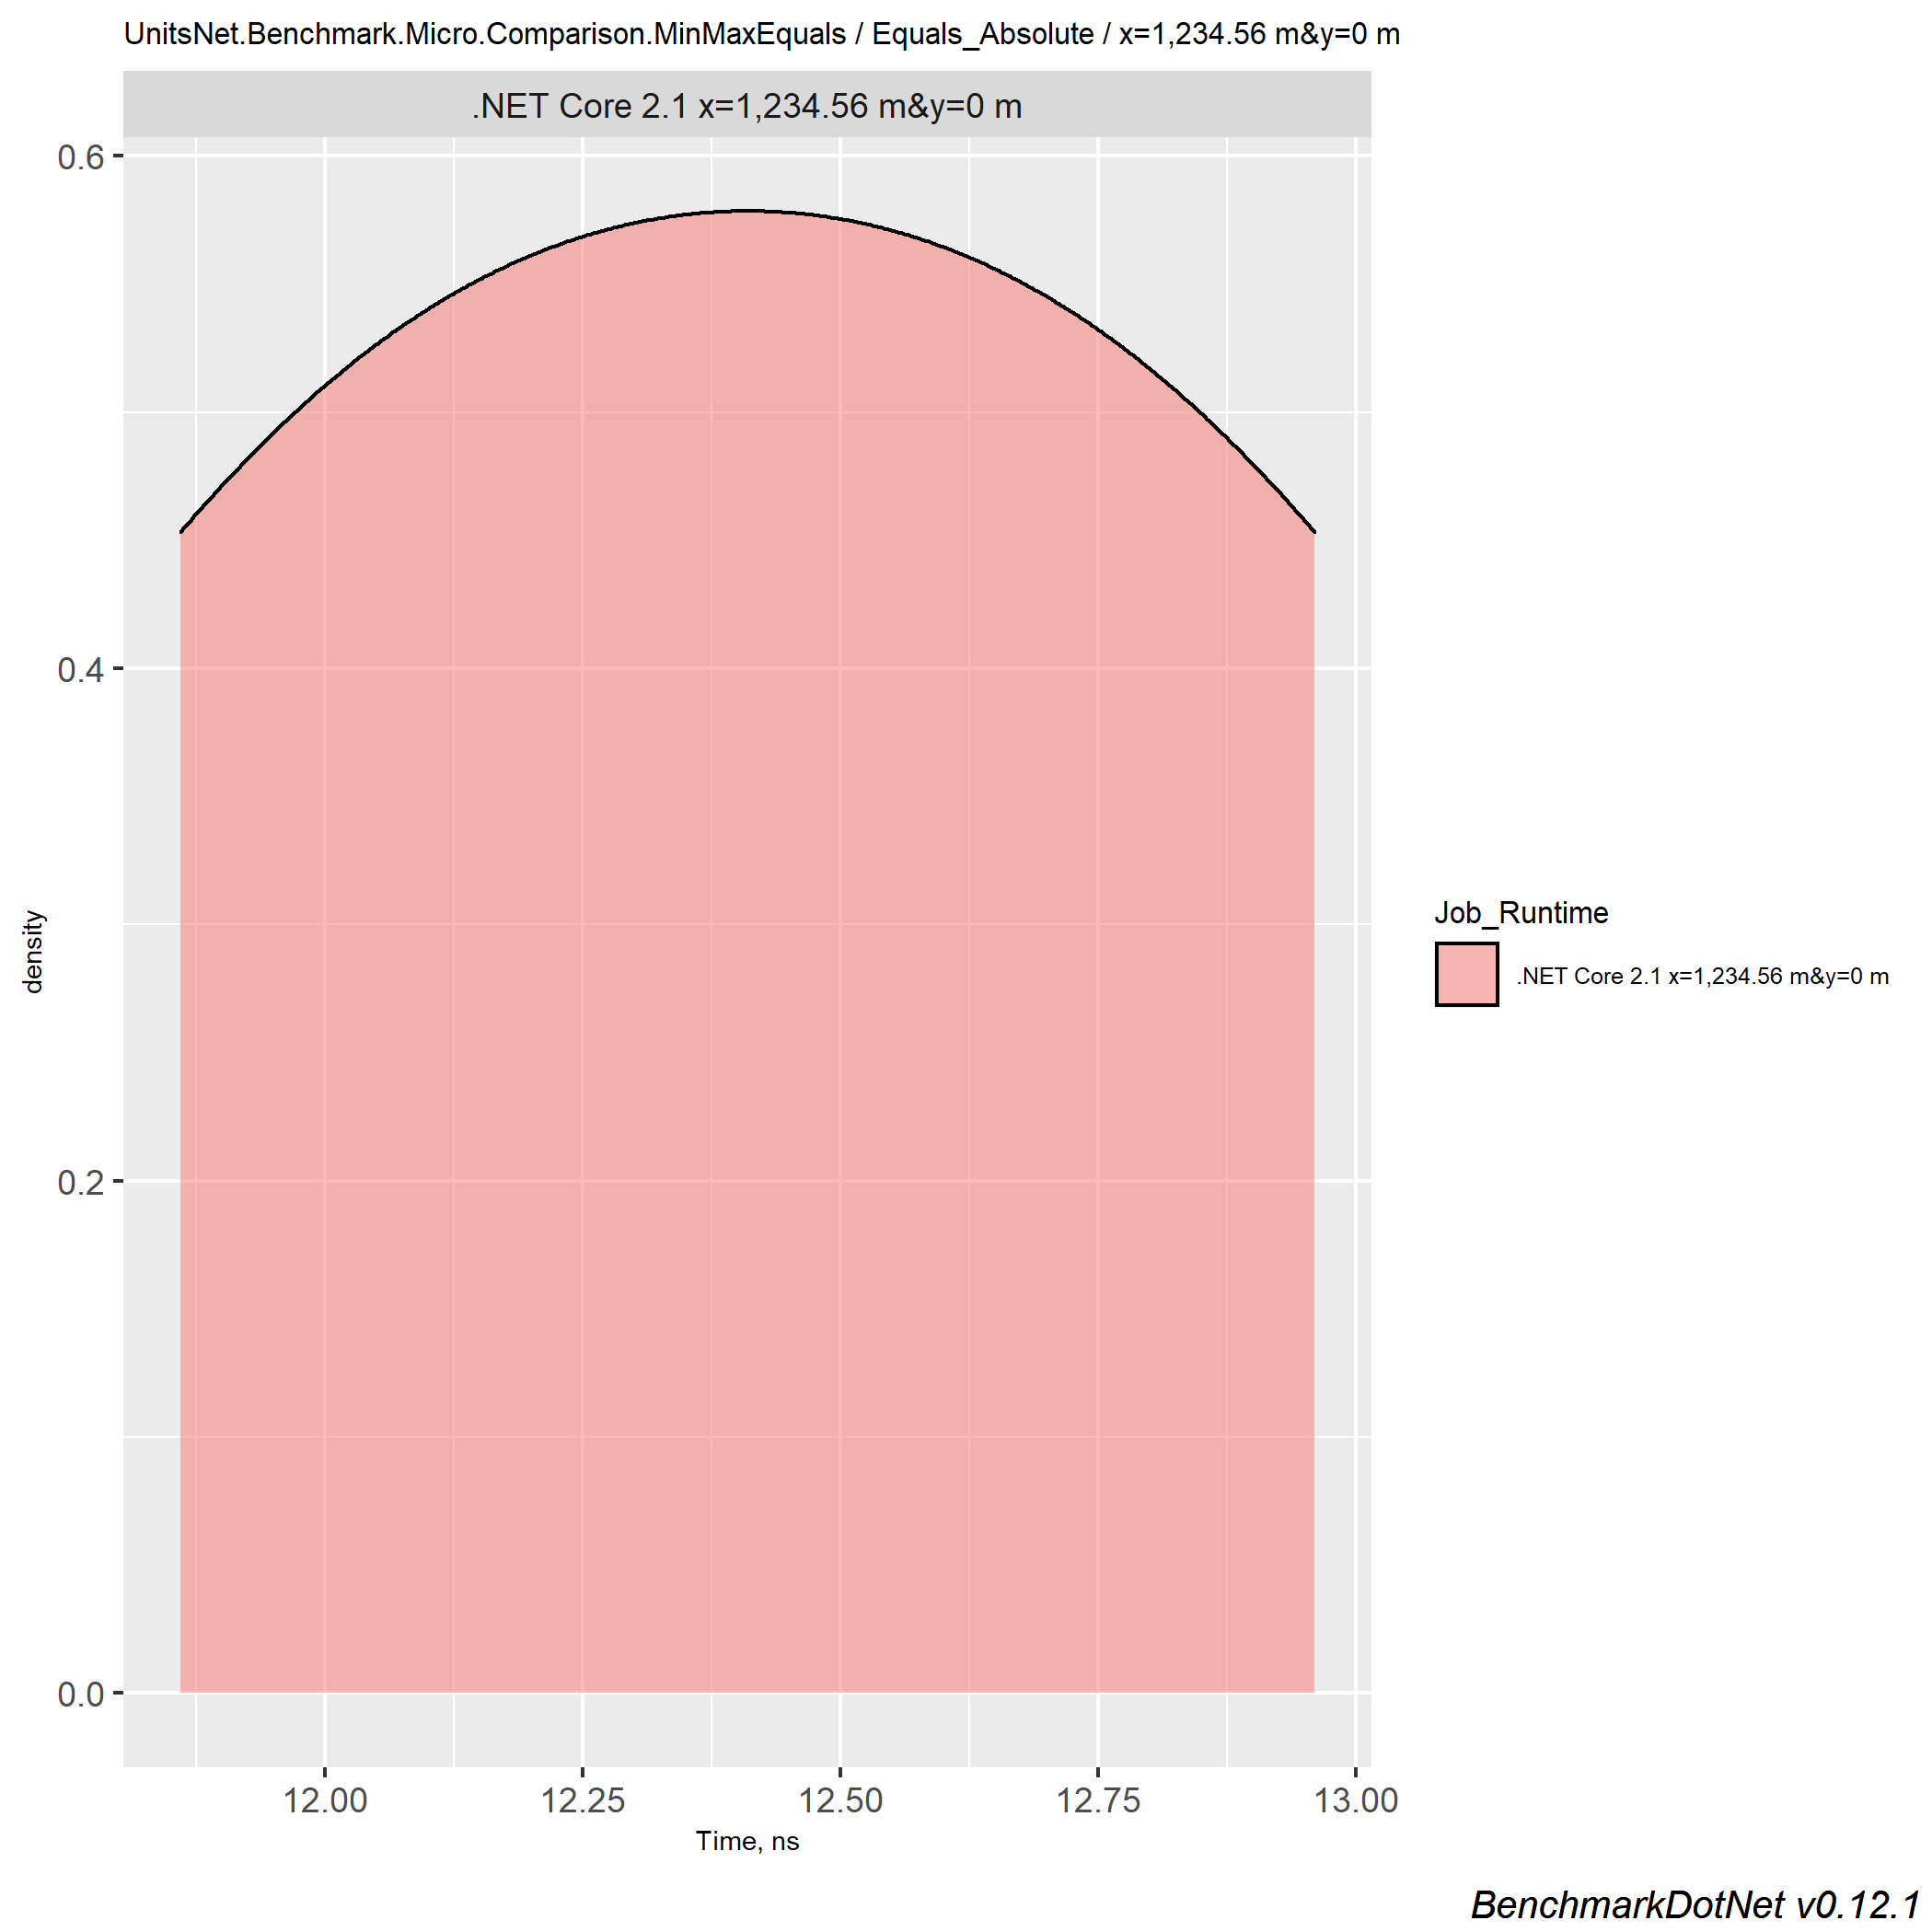 UnitsNet.Benchmark.Micro.Comparison.MinMaxEquals / Equals_Absolute / x=1,234.56 m&y=0 m
.NET Core 2.1 x=1,234.56 m&y=0 m
0.6
0.4
0.2
0.0
density
12.00 12.25 12.50 12.75 13.00
Time, ns
Job_Runtime
.NET Core 2.1 x=1,234.56 m&y=0 m
BenchmarkDotNet v0.12.1